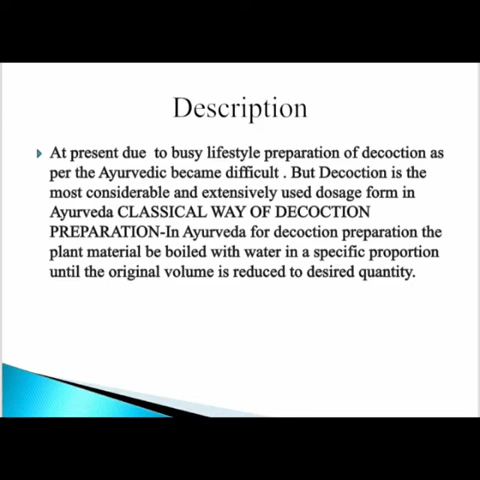 Description
At present due to busy lifestyle preparation of decoction as
per the Ayurvedic became difficult . But Decoction is the
most considerable and extensively used dosage form in
Ayurveda CLASSICAL WAY OF DECOCTION
PREPARATION-In Ayurveda for decoction preparation the
plant material be boiled with water in a specific proportion
until the original volume is reduced to desired quantity.